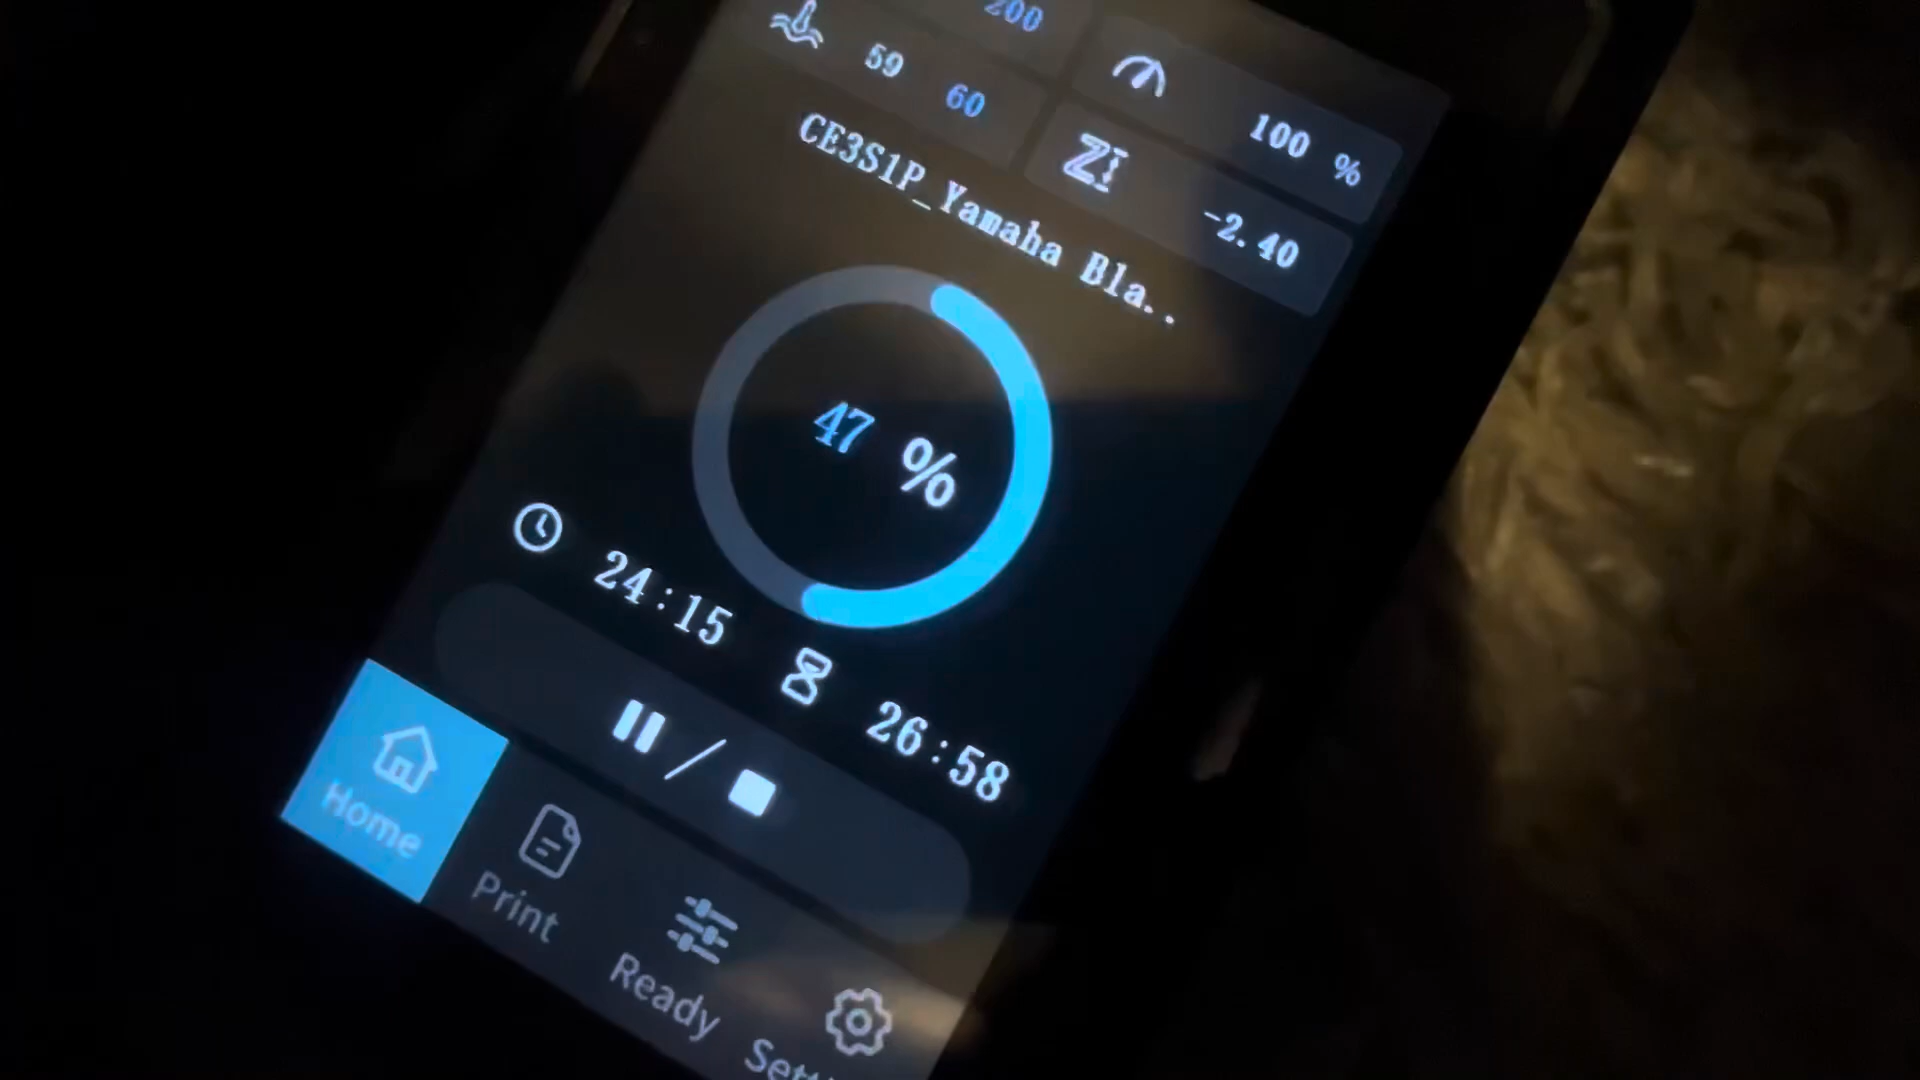 200
59 60
100 %
-2.40
CE3S1P_Yamaha Bla..
47 %
24:15
26:58
Home
Print
Ready